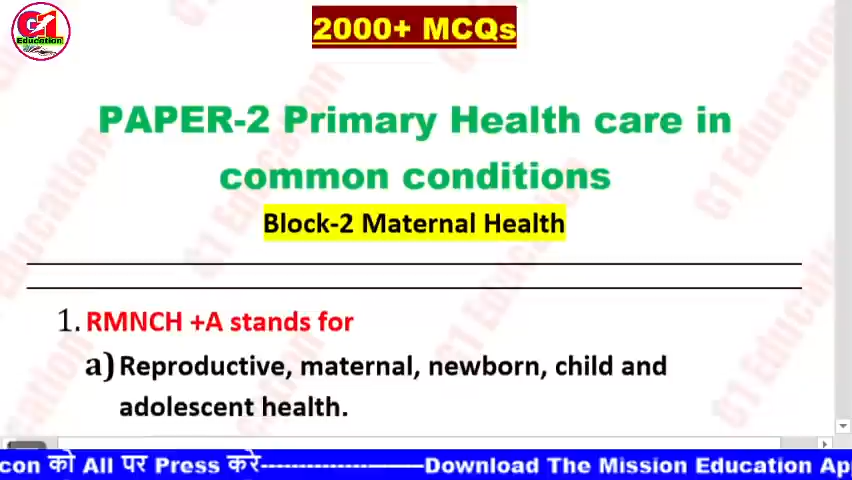 G1
Education
2000+ MCQs
PAPER-2 Primary Health care in
common conditions
Block-2 Maternal Health
1. RMNCH +A stands for
a) Reproductive, maternal, newborn, child and
adolescent health.
con को All पर Press करे-----------------------Download The Mission Education Ap